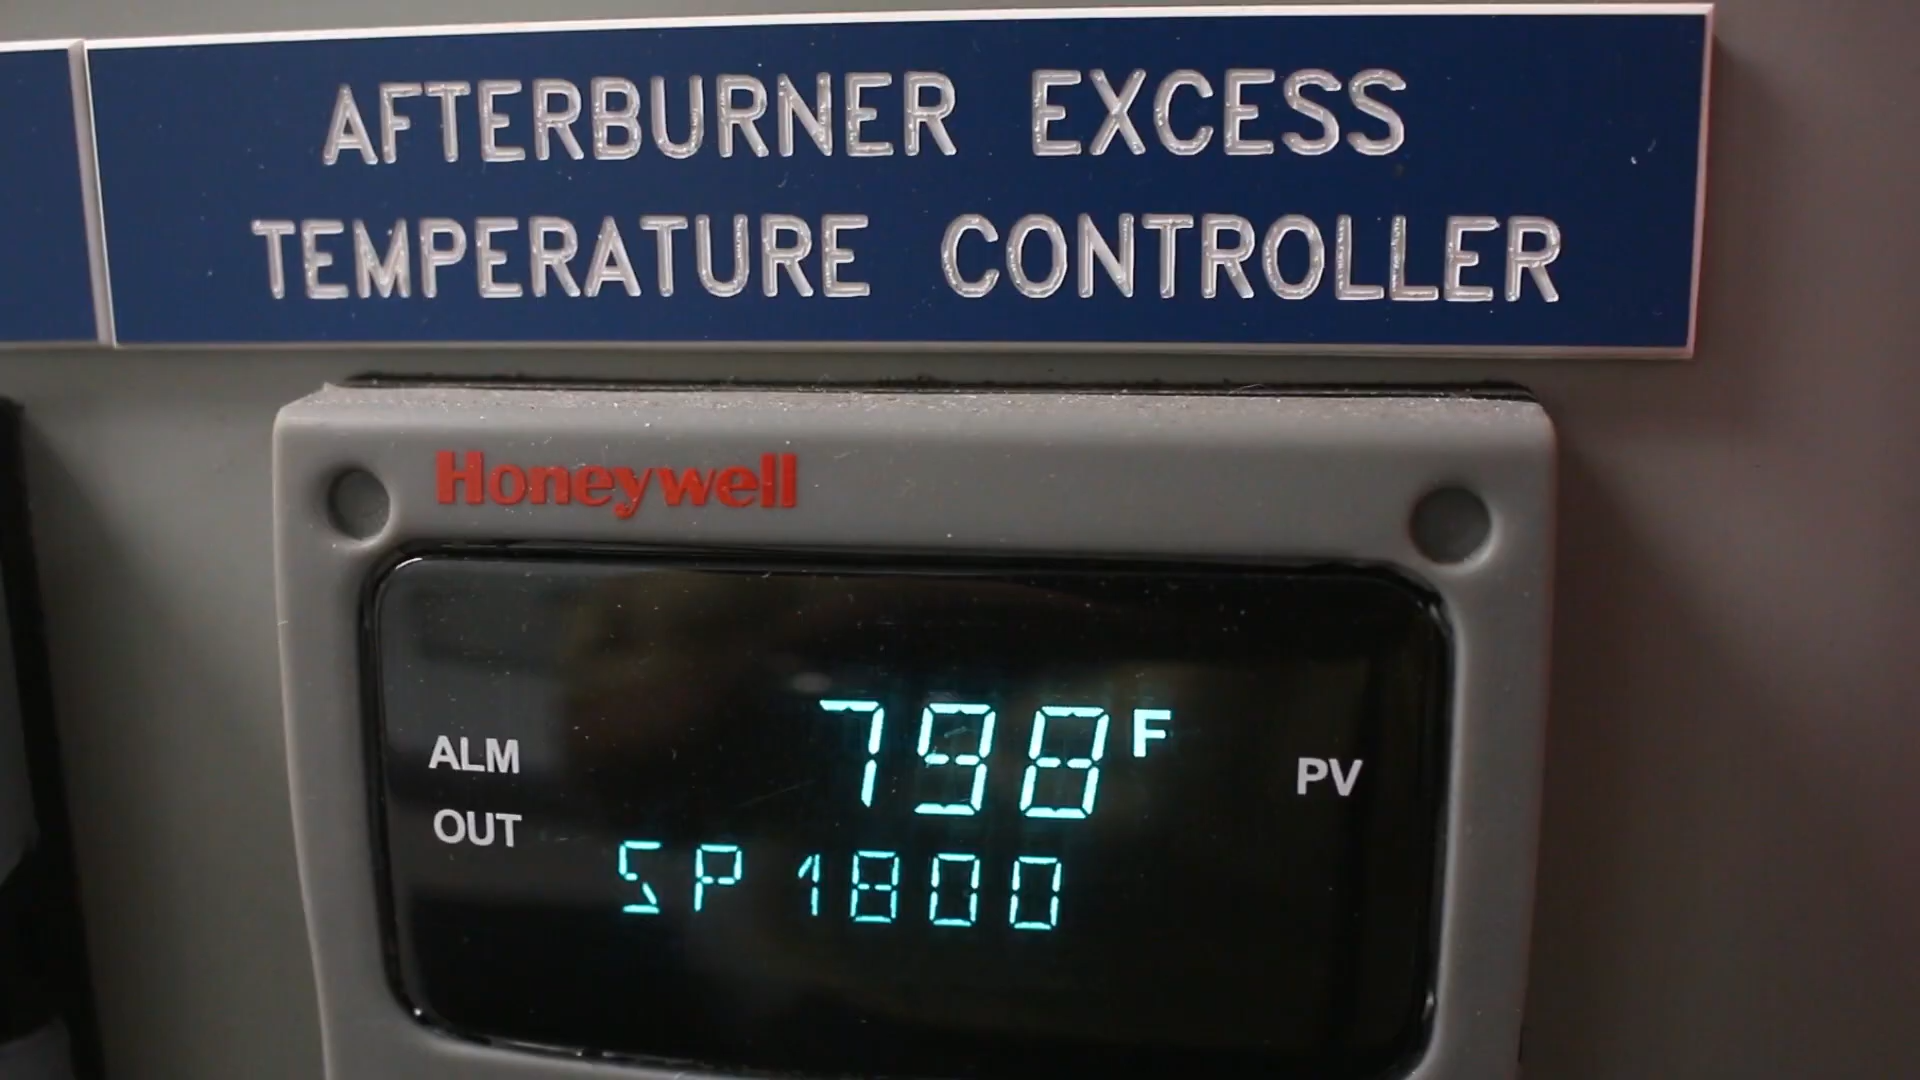 AFTERBURNER EXCESS
TEMPERATURE CONTROLLER
Honeywell
798 F
ALM
PV
OUT
SP 1800